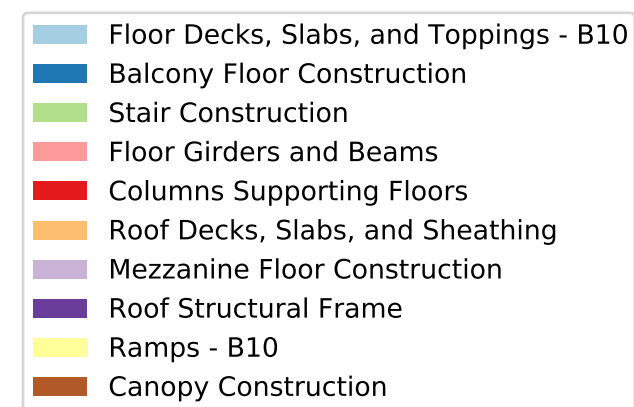 Floor Decks, Slabs, and Toppings - B10
Balcony Floor Construction
Stair Construction
Floor Girders and Beams
Columns Supporting Floors
Roof Decks, Slabs, and Sheathing
Mezzanine Floor Construction
Roof Structural Frame
Ramps - B10
Canopy Construction